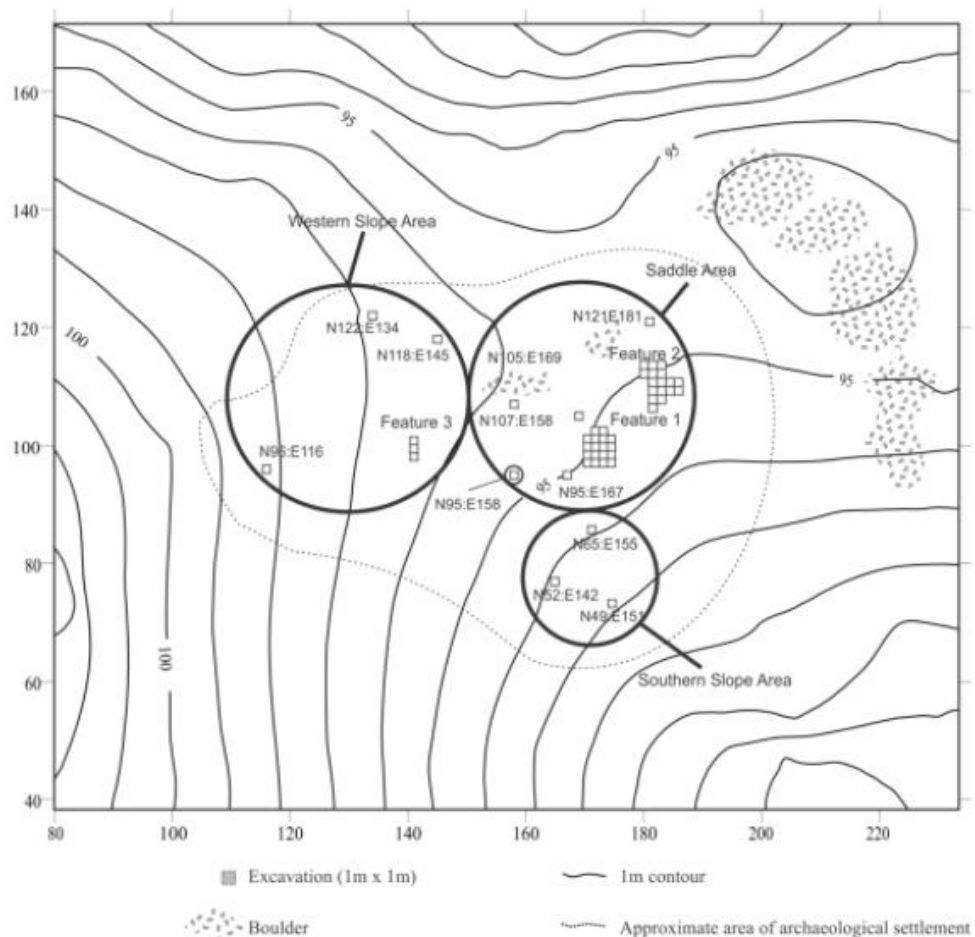 160
95
95
140
Western Slope Area
Saddle Area
120
N122:E134
N121:E181
100
N118:E145
N105:E169
Feature 2
95
Feature 3
N107:E158
Feature 1
100
N96:E116
95
N95:E158
N95:E167
N65:E155
80
N52:E142
N49:E151
100
60
Southern Slope Area
40
80 100 120 140 160 180 200 220
Excavation (1m x 1m)
1m contour
Boulder
Approximate area of archaeological settlement